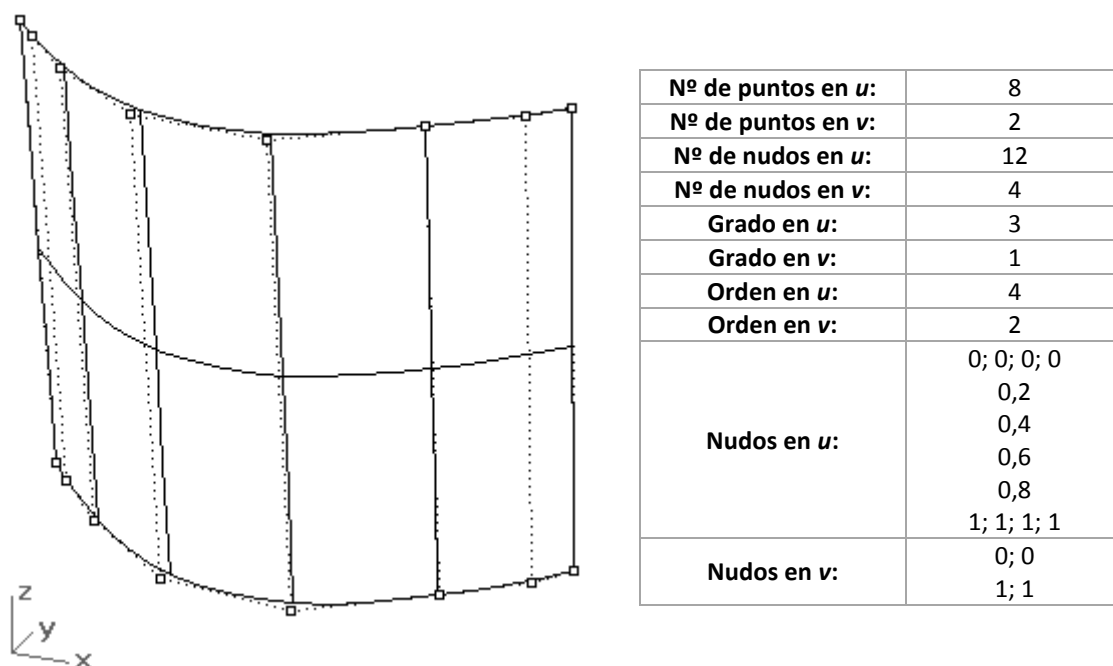 Nº de puntos en u: 8
Nº de puntos en v: 2
Nº de nudos en u: 12
Nº de nudos en v: 4
Grado en u: 3
Grado en v: 1
Orden en u: 4
Orden en v: 2
Nudos en u:
0; 0; 0; 0
0,2
0,4
0,6
0,8
1; 1; 1; 1
Nudos en v:
0; 0
1; 1
z
y
x